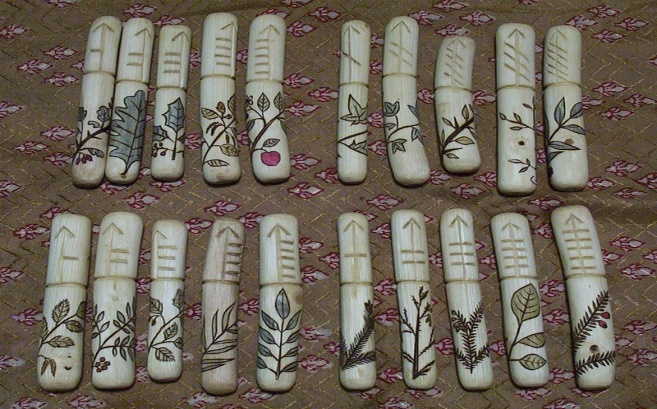 ᚆ ᚇ ᚈ ᚉ ᚊ ᚋ ᚌ ᚍ ᚎ ᚏ
ᚁ ᚂ ᚃ ᚄ ᚅ ᚐ ᚑ ᚒ ᚓ ᚔ